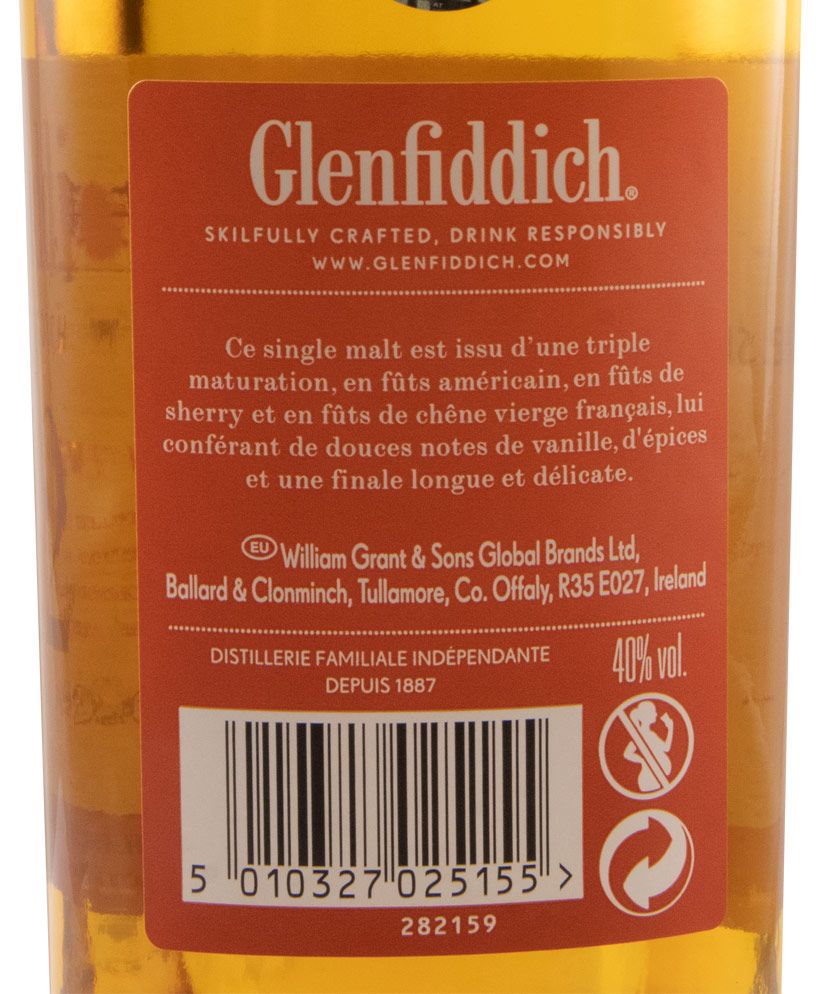 Glenfiddich®
SKILFULLY CRAFTED, DRINK RESPONSIBLY
WWW.GLENFIDDICH.COM
Ce single malt est issu d'une triple
maturation, en fûts américain, en fûts de
sherry et en fûts de chêne vierge français, lui
conférant de douces notes de vanille, d'épices
et une finale longue et délicate.
EU William Grant & Sons Global Brands Ltd,
Ballard & Clonminch, Tullamore, Co. Offaly, R35 E027, Ireland
DISTILLERIE FAMILIALE INDÉPENDANTE
DEPUIS 1887
40% vol.
5 010327 025155 >
282159